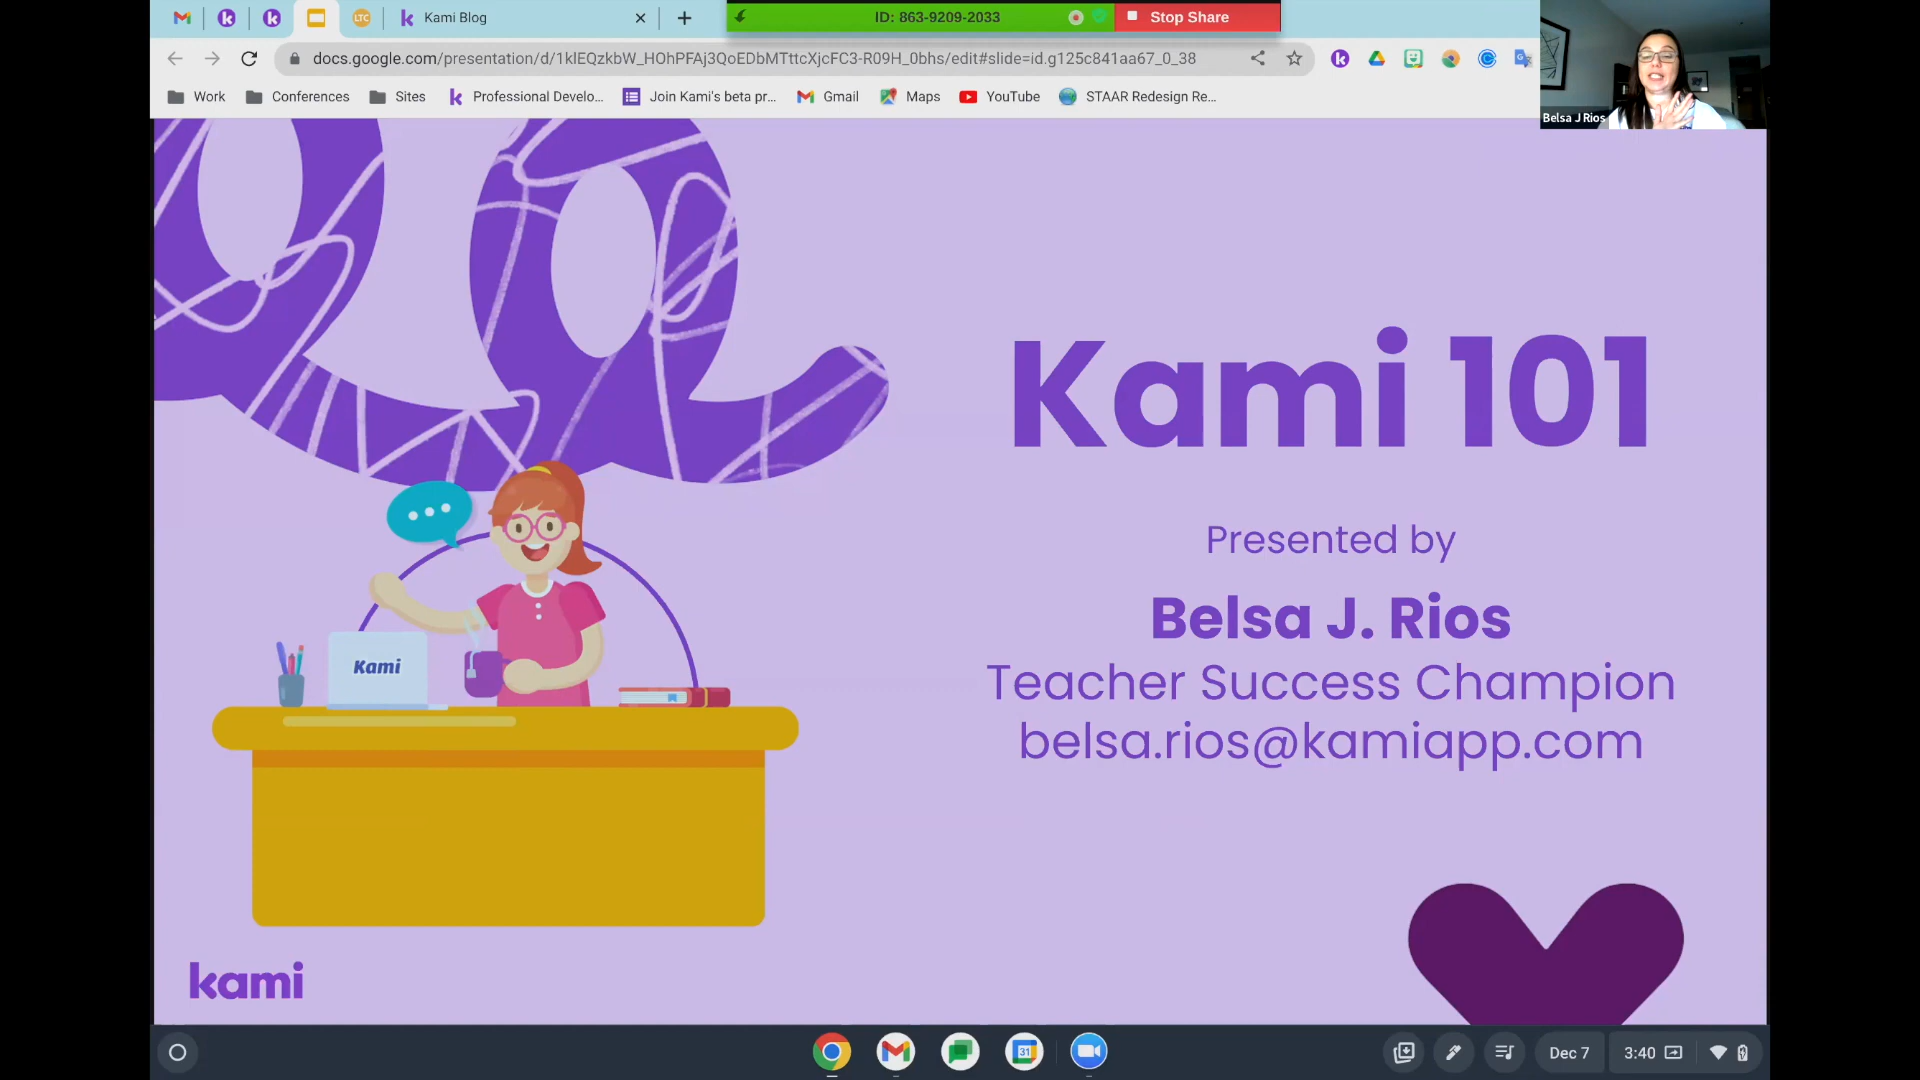 Kami Blog
ID: 863-9209-2033
Stop Share
docs.google.com/presentation/d/1klEQzkbW_HOhPFAj3QoEDbMTttcXjcFC3-R09H_0bhs/edit#slide=id.g125c841aa67_0_38
Work
Conferences
Sites
Professional Develo...
Join Kami's beta pr...
Gmail
Maps
YouTube
STAAR Redesign Re...
Belsa J Rios
Kami 101
Presented by
Belsa J. Rios
Teacher Success Champion
belsa.rios@kamiapp.com
Kami
kami
LTC
31
Dec 7
3:40